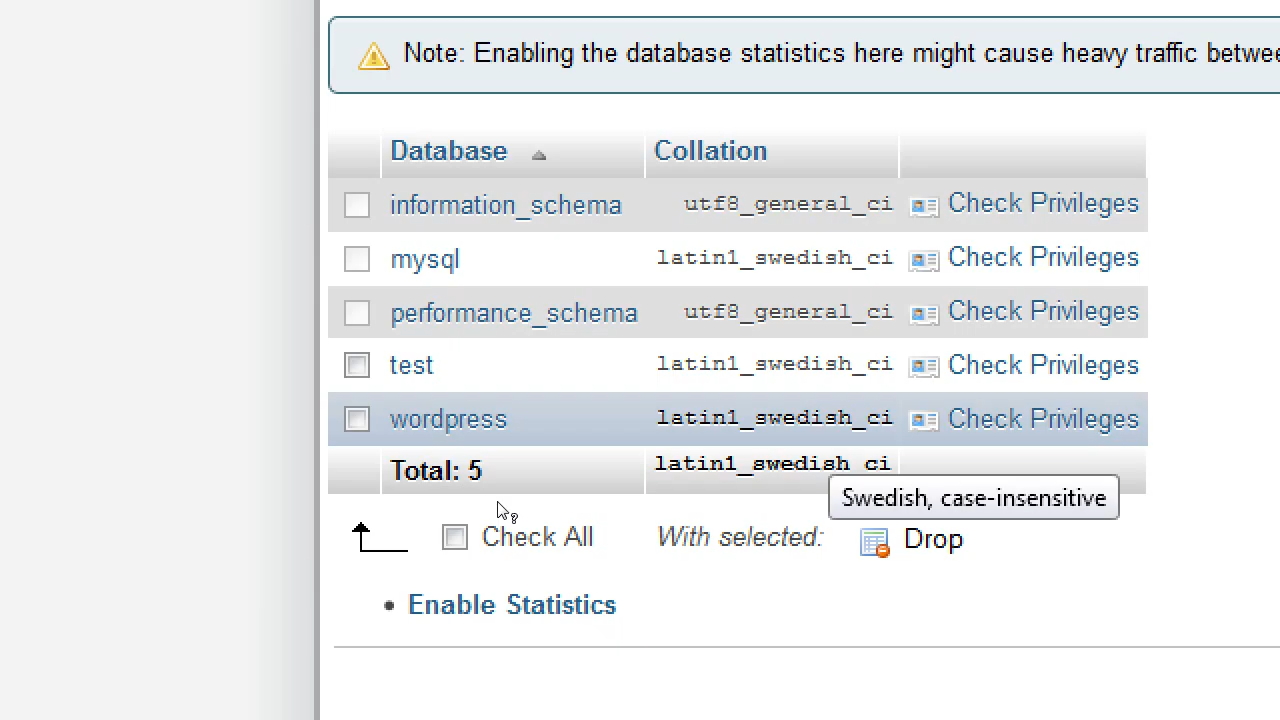 Note: Enabling the database statistics here might cause heavy traffic
Database Collation
information_schema utf8_general_ci Check Privileges
mysql latin1_swedish_ci Check Privileges
performance_schema utf8_general_ci Check Privileges
test latin1_swedish_ci Check Privileges
wordpress latin1_swedish_ci Check Privileges
Total: 5 latin1_swedish_ci
Swedish, case-insensitive
Check All With selected: Drop
• Enable Statistics